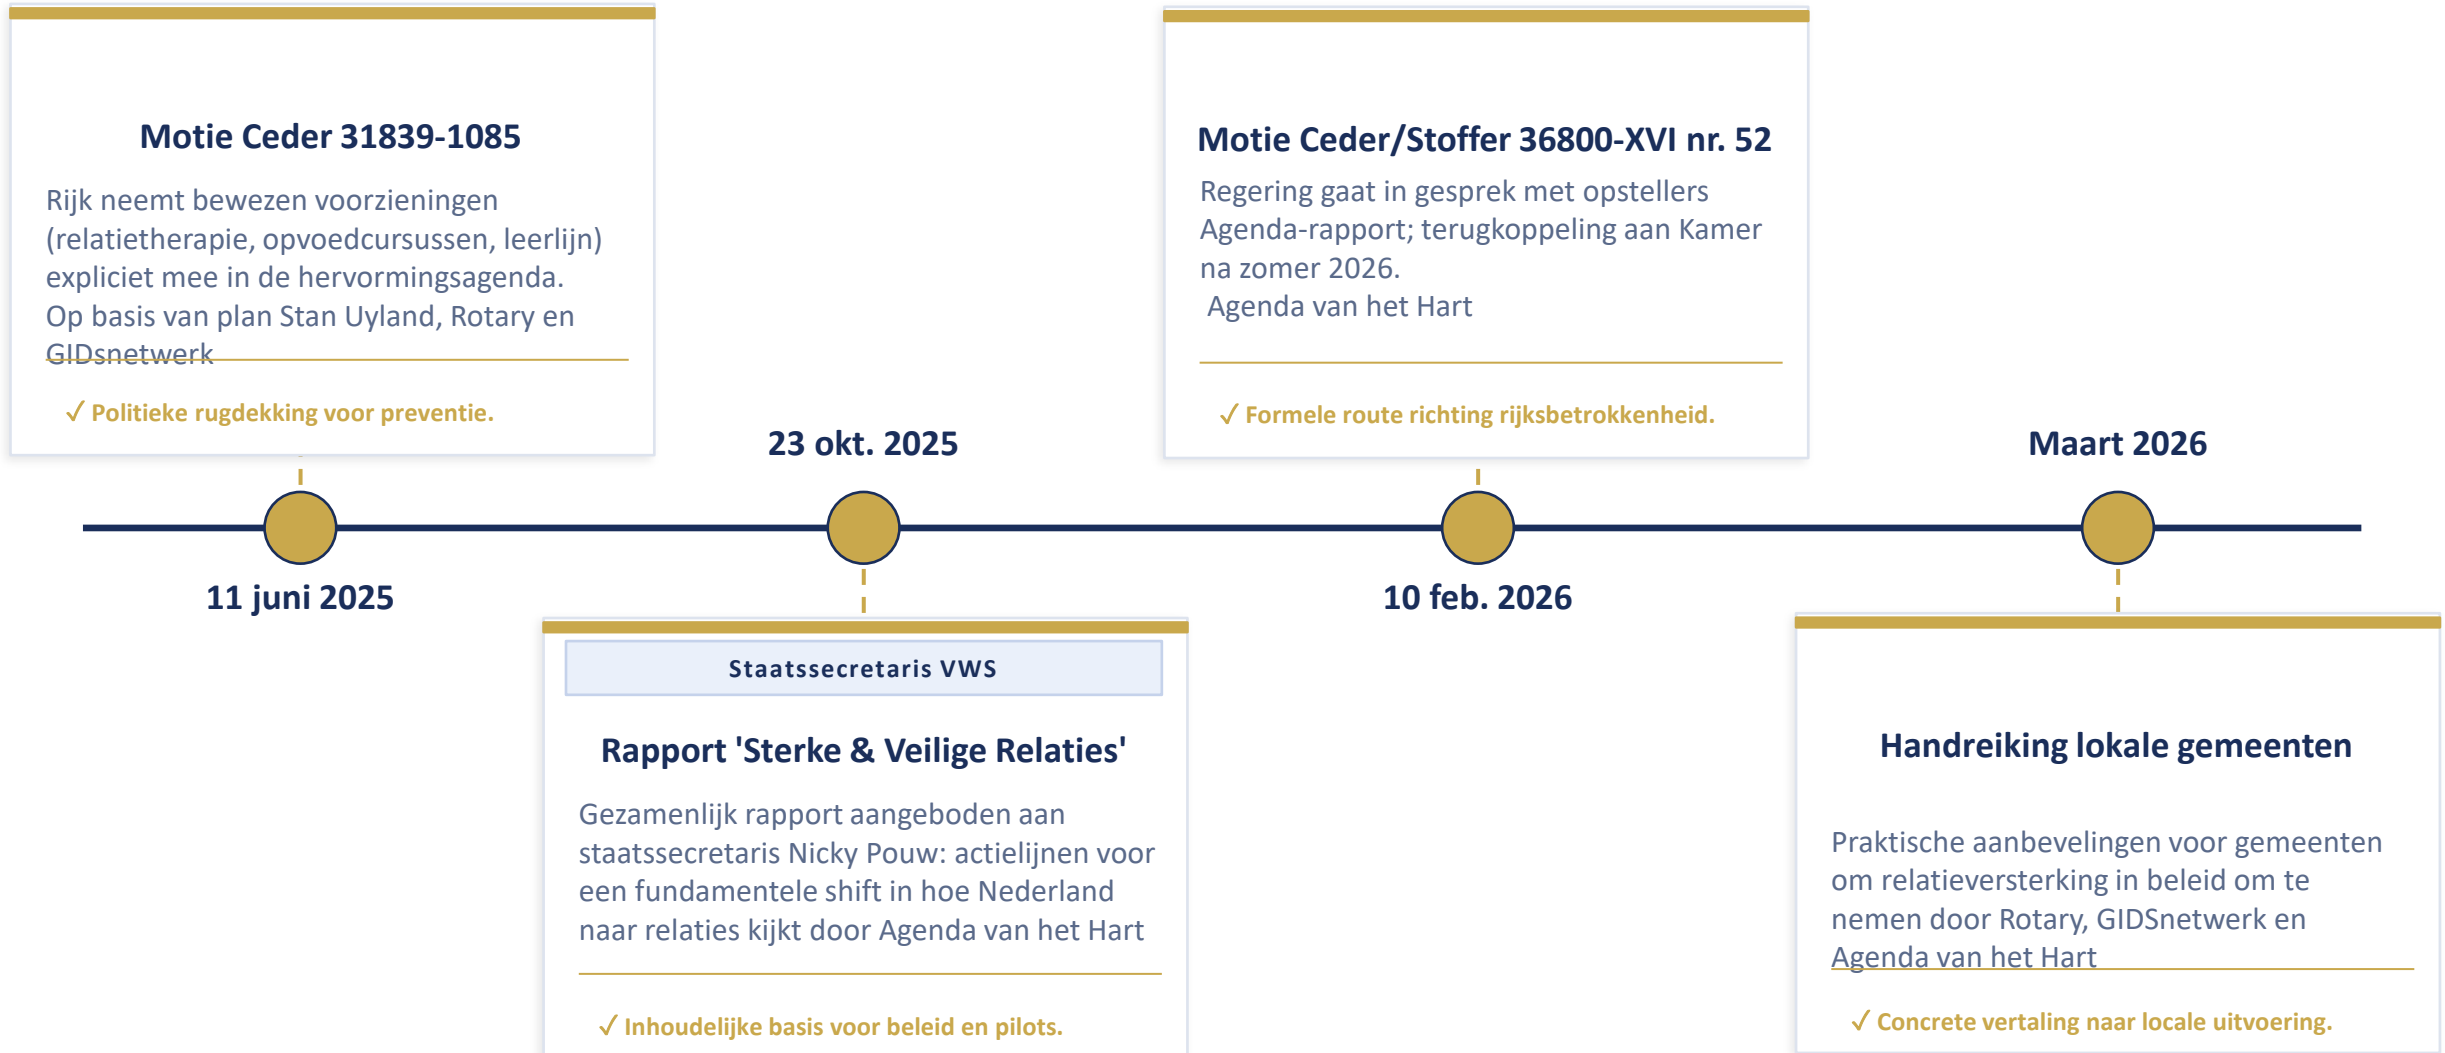 Motie Ceder 31839-1085
Rijk neemt bewezen voorzieningen
(relatietherapie, opvoedcursussen, leerlijn)
expliciet mee in de hervormingsagenda.
Op basis van plan Stan Uyland, Rotary en
GIDsnetwerk
✓ Politieke rugdekking voor preventie.
11 juni 2025
23 okt. 2025
Staatssecretaris VWS
Rapport 'Sterke & Veilige Relaties'
Gezamenlijk rapport aangeboden aan
staatssecretaris Nicky Pouw: actielijnen voor
een fundamentele shift in hoe Nederland
naar relaties kijkt door Agenda van het Hart
✓ Inhoudelijke basis voor beleid en pilots.
Motie Ceder/Stoffer 36800-XVI nr. 52
Regering gaat in gesprek met opstellers
Agenda-rapport; terugkoppeling aan Kamer
na zomer 2026.
Agenda van het Hart
✓ Formele route richting rijksbetrokkenheid.
10 feb. 2026
Maart 2026
Handreiking lokale gemeenten
Praktische aanbevelingen voor gemeenten
om relatieversterking in beleid om te
nemen door Rotary, GIDSnetwerk en
Agenda van het Hart
✓ Concrete vertaling naar locale uitvoering.